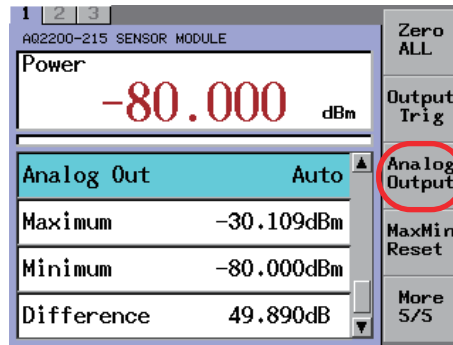 1 2 3
AQ2200-215 SENSOR MODULE
Power
-80.000 dBm
Analog Out Auto
Maximum -30.109dBm
Minimum -80.000dBm
Difference 49.890dB
Zero
ALL
Output
Trig
Analog
Output
MaxMin
Reset
More
5/5